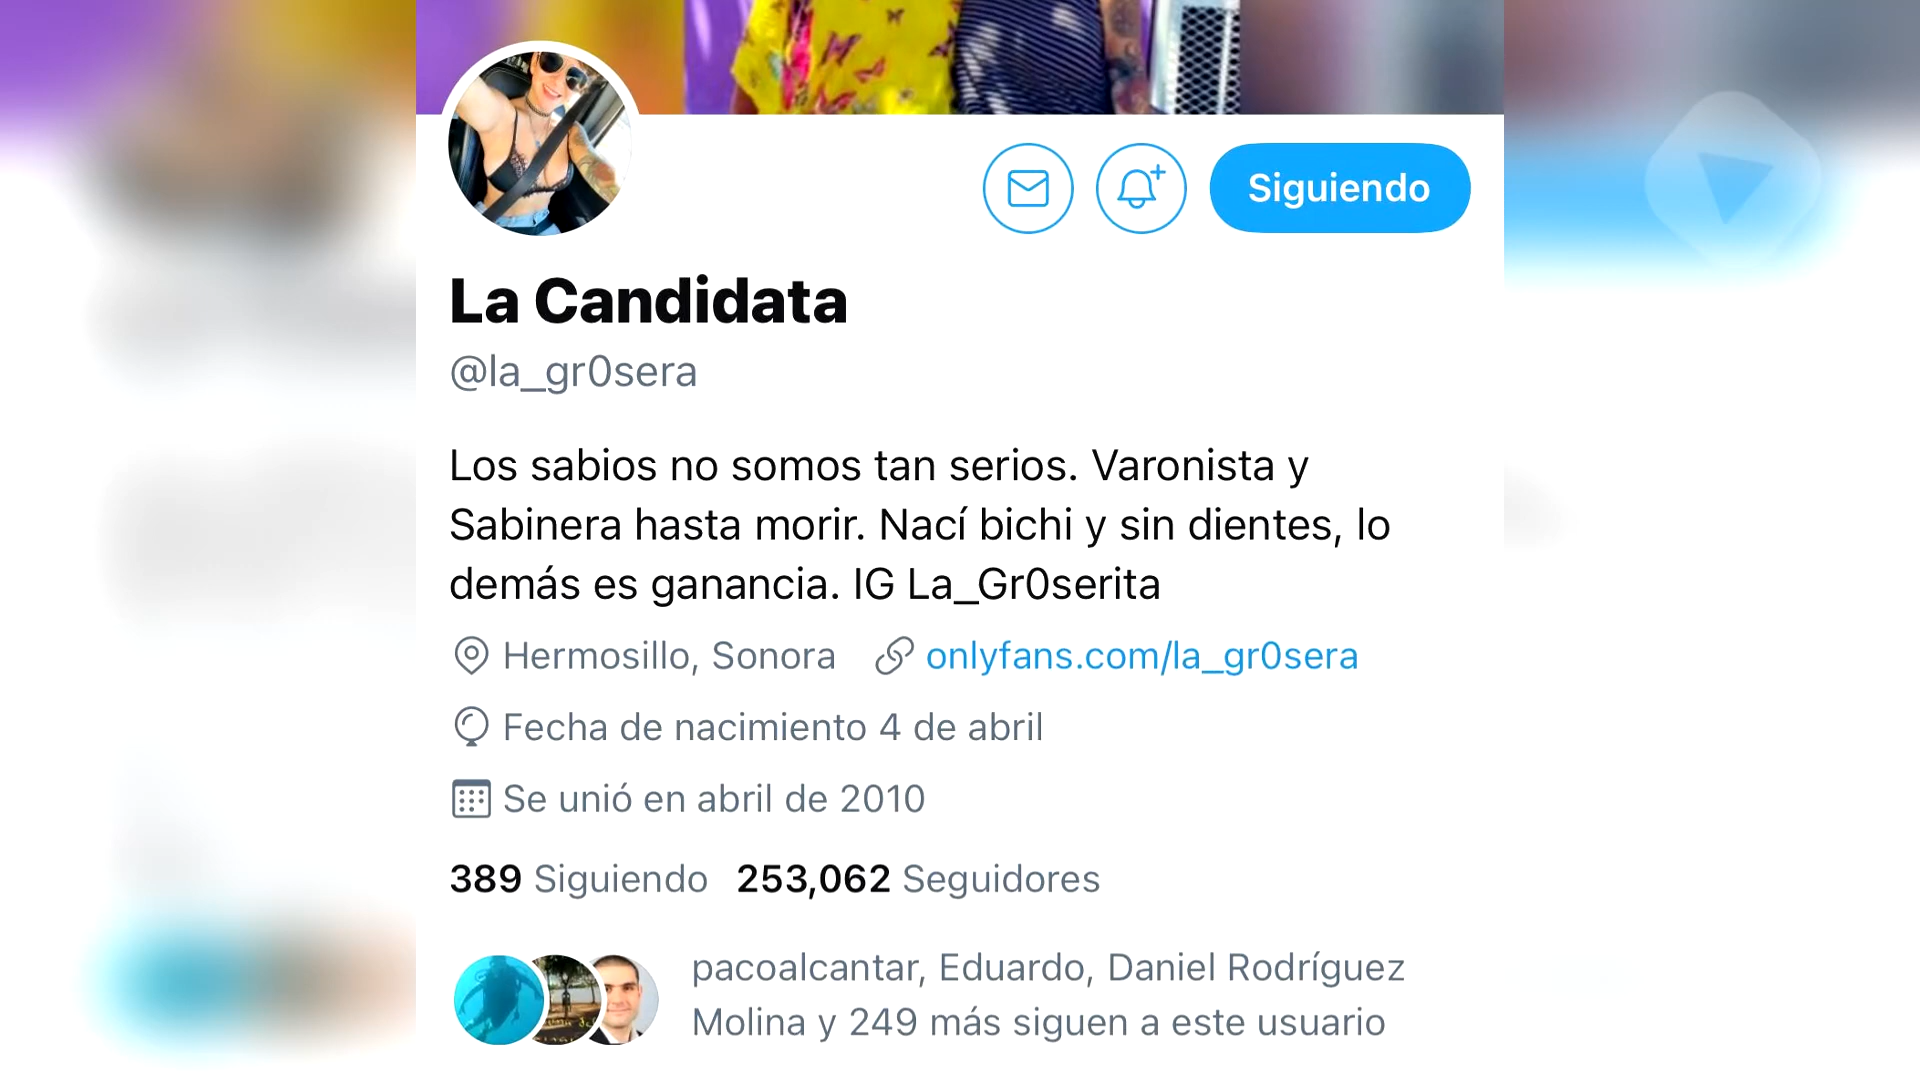 Siguiendo
La Candidata
@la_gr0sera
Los sabios no somos tan serios. Varonista y
Sabinera hasta morir. Nací bichi y sin dientes, lo
demás es ganancia. IG La_Gr0serita
Hermosillo, Sonora onlyfans.com/la_gr0sera
Fecha de nacimiento 4 de abril
Se unió en abril de 2010
389 Siguiendo 253,062 Seguidores
pacoalcantar, Eduardo, Daniel Rodríguez
Molina y 249 más siguen a este usuario